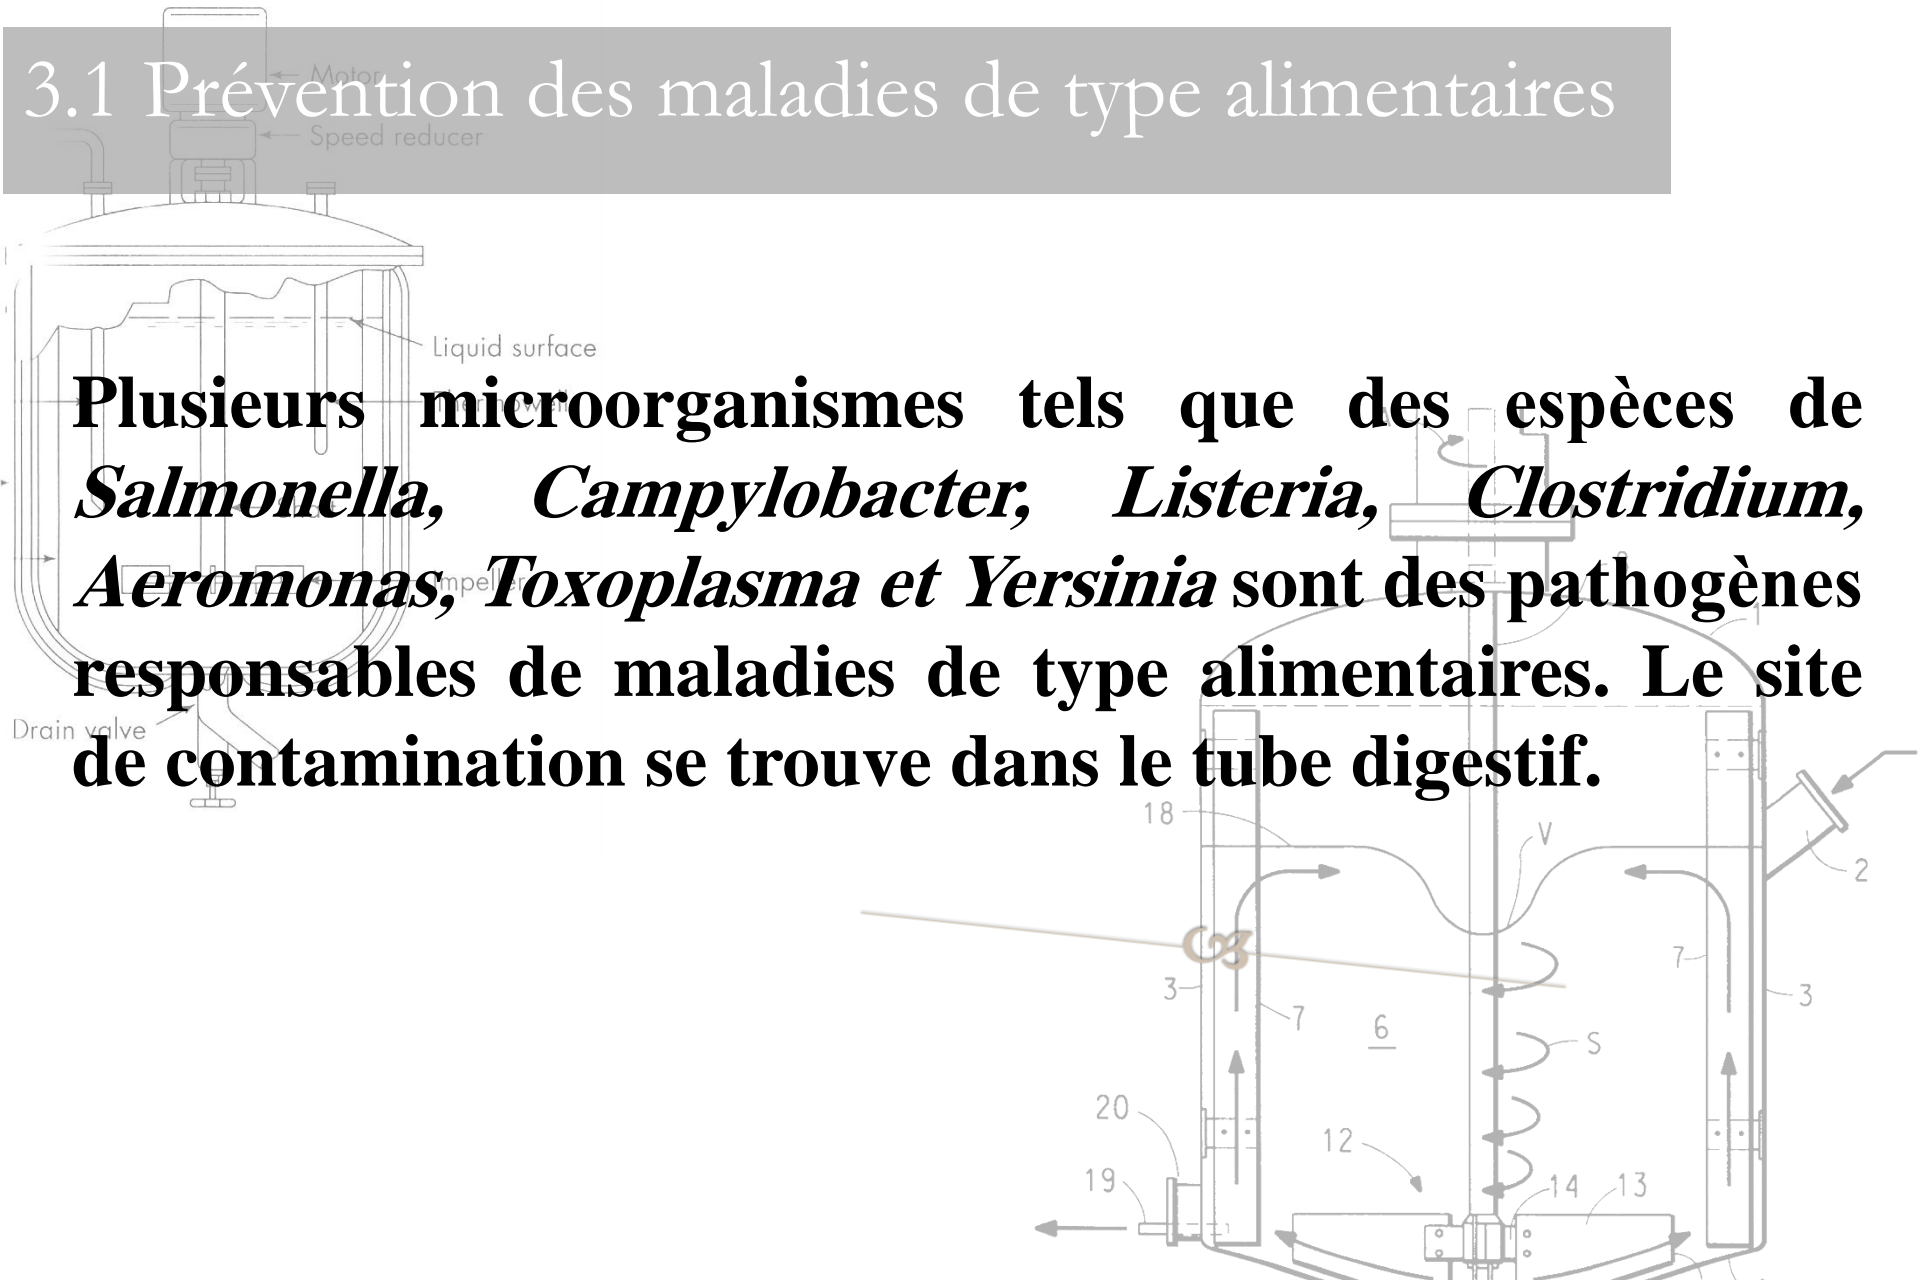 3.1 Prévention des maladies de type alimentaires
Motor
Speed reducer
Liquid surface
Thermowell
Plusieurs microorganismes tels que des espèces de
Salmonella, Campylobacter, Listeria, Clostridium,
Aeromonas, Toxoplasma et Yersinia sont des pathogènes
Impeller
responsables de maladies de type alimentaires. Le site
Drain valve
de contamination se trouve dans le tube digestif.
1
18
V
2
7
3
3
7
6
S
20
12
19
14
13